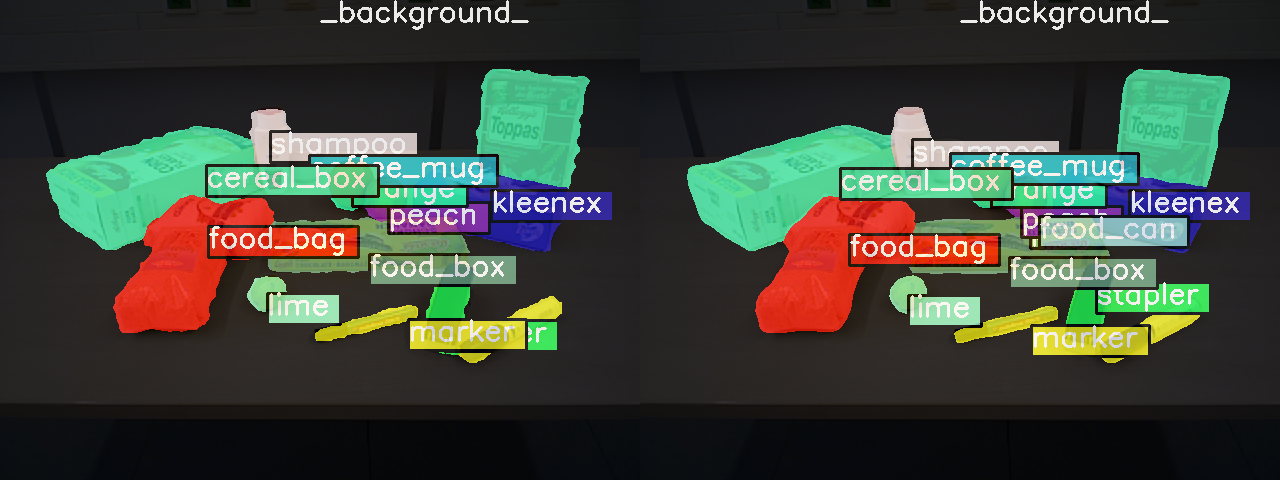 _background_
_background_
Toppas
Toppas
shampoo
shampoo
coffee_mug
cereal_box
cereal_box
kleenex
kleenex
peach
food_can
food_bag
food_bag
food_box
food_box
lime
lime
stapler
marker
marker